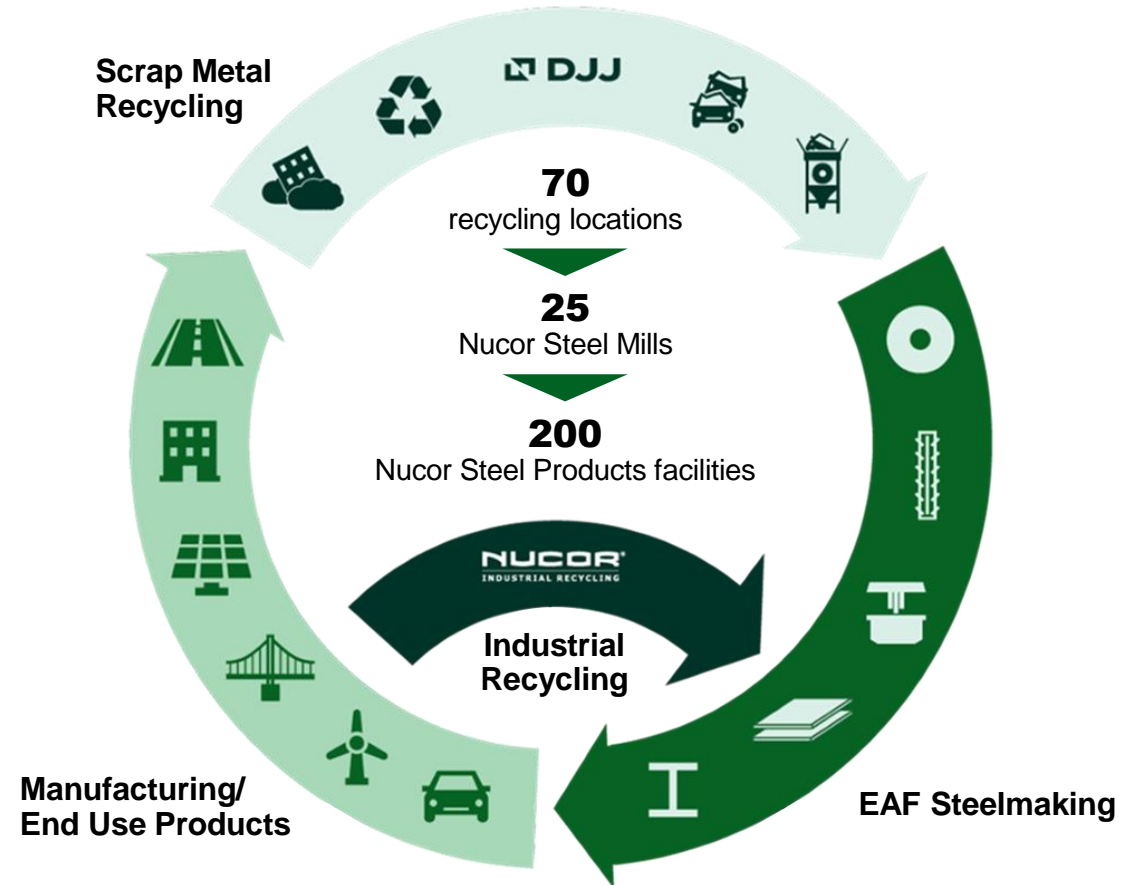 Scrap Metal
Recycling
DJJ
70
recycling locations
25
Nucor Steel Mills
200
Nucor Steel Products facilities
NUCOR®
INDUSTRIAL RECYCLING
Industrial
Recycling
Manufacturing/
End Use Products
EAF Steelmaking